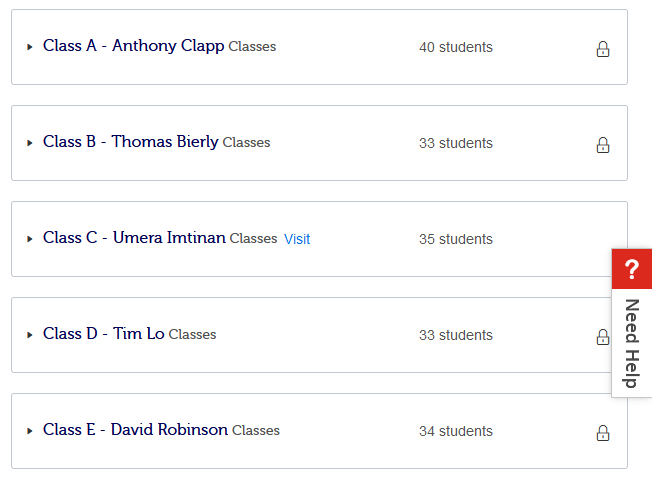 Class A - Anthony Clapp Classes 40 students
Class B - Thomas Bierly Classes 33 students
Class C - Umera Imtinan Classes Visit 35 students
? Need Help
Class D - Tim Lo Classes 33 students
Class E - David Robinson Classes 34 students